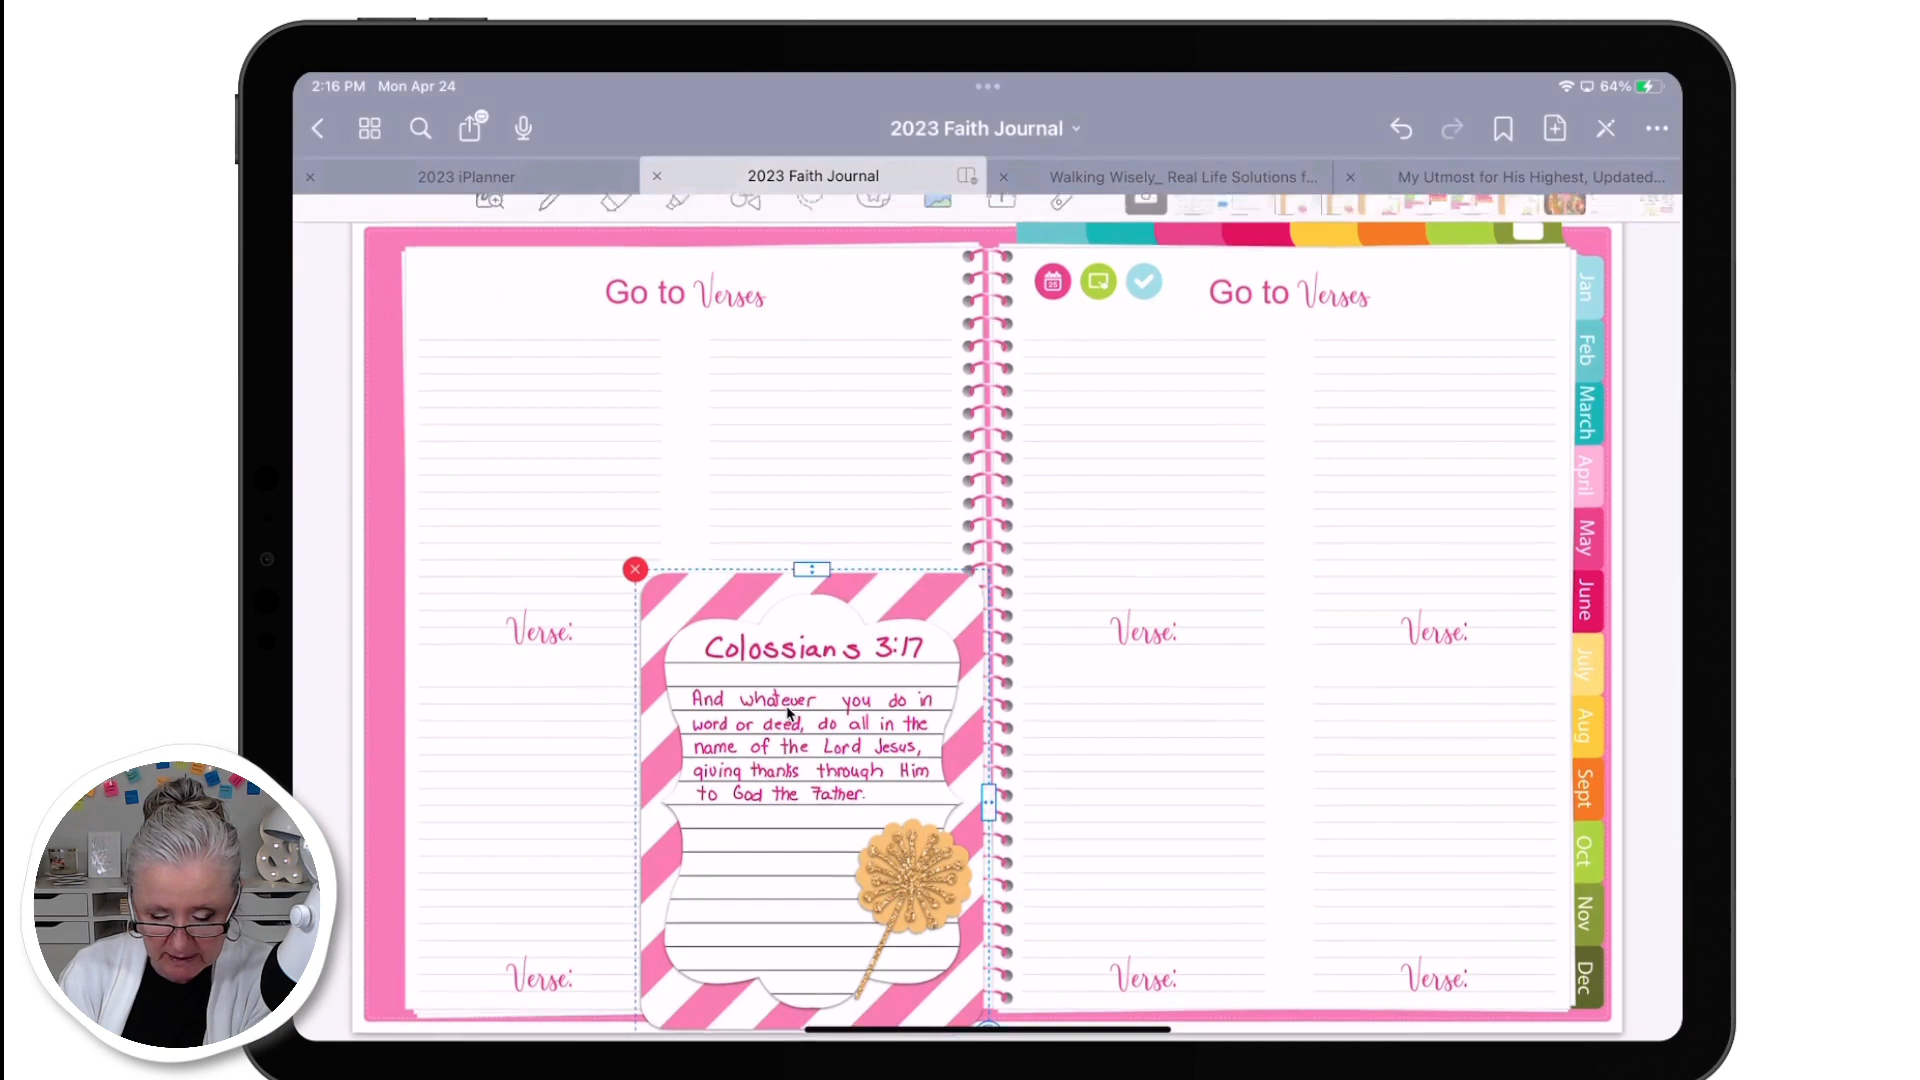 2:16 PM Mon Apr 24
64%
2023 Faith Journal
2023 iPlanner
2023 Faith Journal
Walking Wisely_ Real Life Solutions f...
My Utmost for His Highest, Updated...
Go to Verses
25
Go to Verses
Jan
Feb
March
April
May
June
July
Aug
Sept
Oct
Nov
Dec
Verse:
Verse:
Verse:
Colossians 3:17
And whatever you do in
word or deed, do all in the
name of the Lord Jesus,
giving thanks through Him
to God the Father.
Verse:
Verse:
Verse: